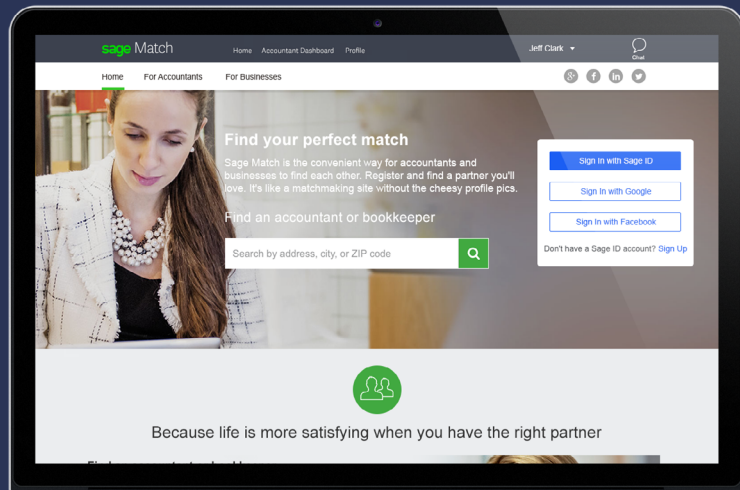 sage Match
Home Accountant Dashboard Profile
Jeff Clark
Chat
Home For Accountants For Businesses
Find your perfect match
Sage Match is the convenient way for accountants and
businesses to find each other. Register and find a partner you'll
love. It's like a matchmaking site without the cheesy profile pics.
Find an accountant or bookkeeper
Search by address, city, or ZIP code
Sign In with Sage ID
Sign In with Google
Sign In with Facebook
Don't have a Sage ID account? Sign Up
Because life is more satisfying when you have the right partner